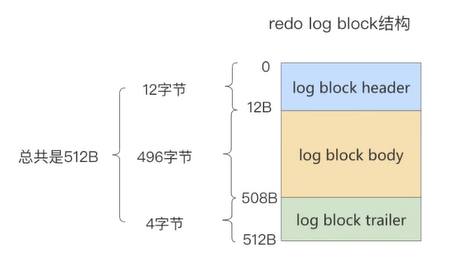 redo log block结构
0
log block header
12字节
12B
总共是512B
496字节
log block body
508B
4字节
log block trailer
512B